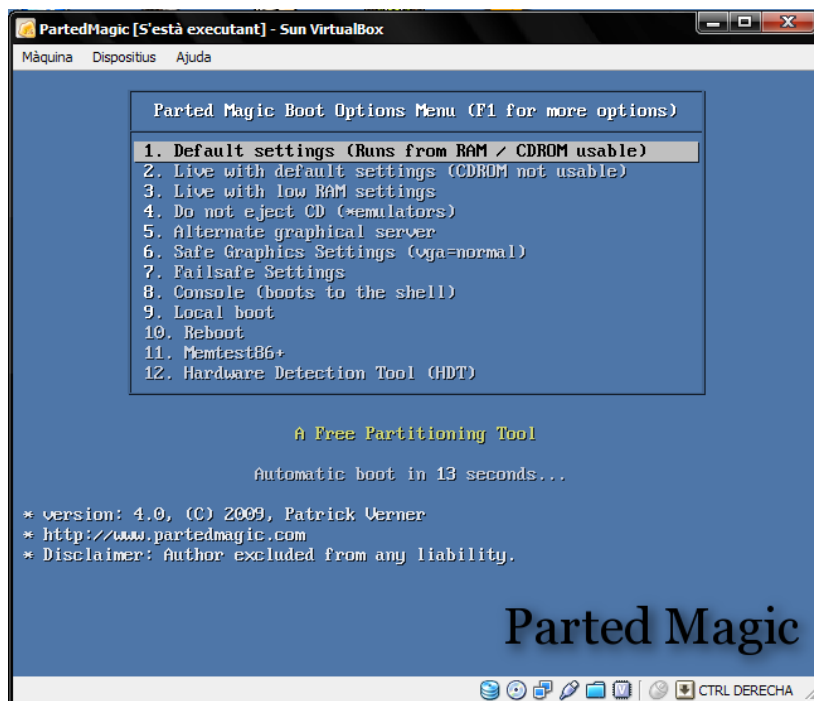 PartedMagic [S'està executant] - Sun VirtualBox
Màquina Dispositius Ajuda
Parted Magic Boot Options Menu (F1 for more options)
1. Default settings (Runs from RAM / CDROM usable)
2. Live with default settings (CDROM not usable)
3. Live with low RAM settings
4. Do not eject CD (*emulators)
5. Alternate graphical server
6. Safe Graphics Settings (vga=normal)
7. Failsafe Settings
8. Console (boots to the shell)
9. Local boot
10. Reboot
11. Memtest86+
12. Hardware Detection Tool (HDT)
A Free Partitioning Tool
Automatic boot in 13 seconds...
* version: 4.0, (C) 2009, Patrick Verner
* http://www.partedmagic.com
* Disclaimer: Author excluded from any liability.
Parted Magic
CTRL DERECHA